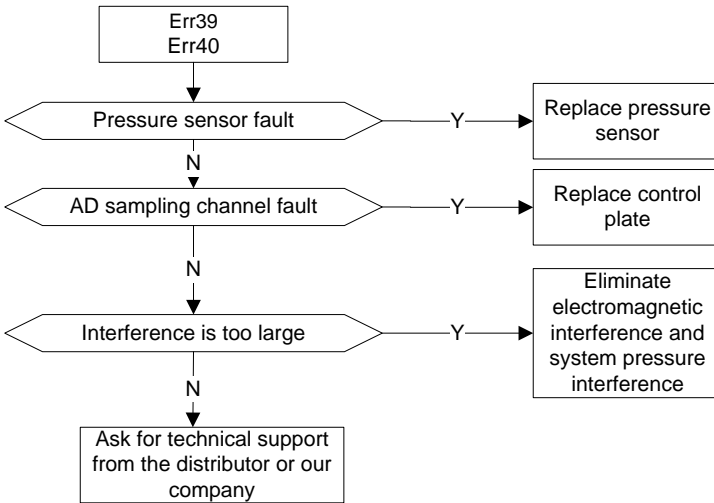 Err39
Err40
Pressure sensor fault
Y
Replace pressure
sensor
N
AD sampling channel fault
Y
Replace control
plate
N
Interference is too large
Y
Eliminate
electromagnetic
interference and
system pressure
interference
N
Ask for technical support
from the distributor or our
company